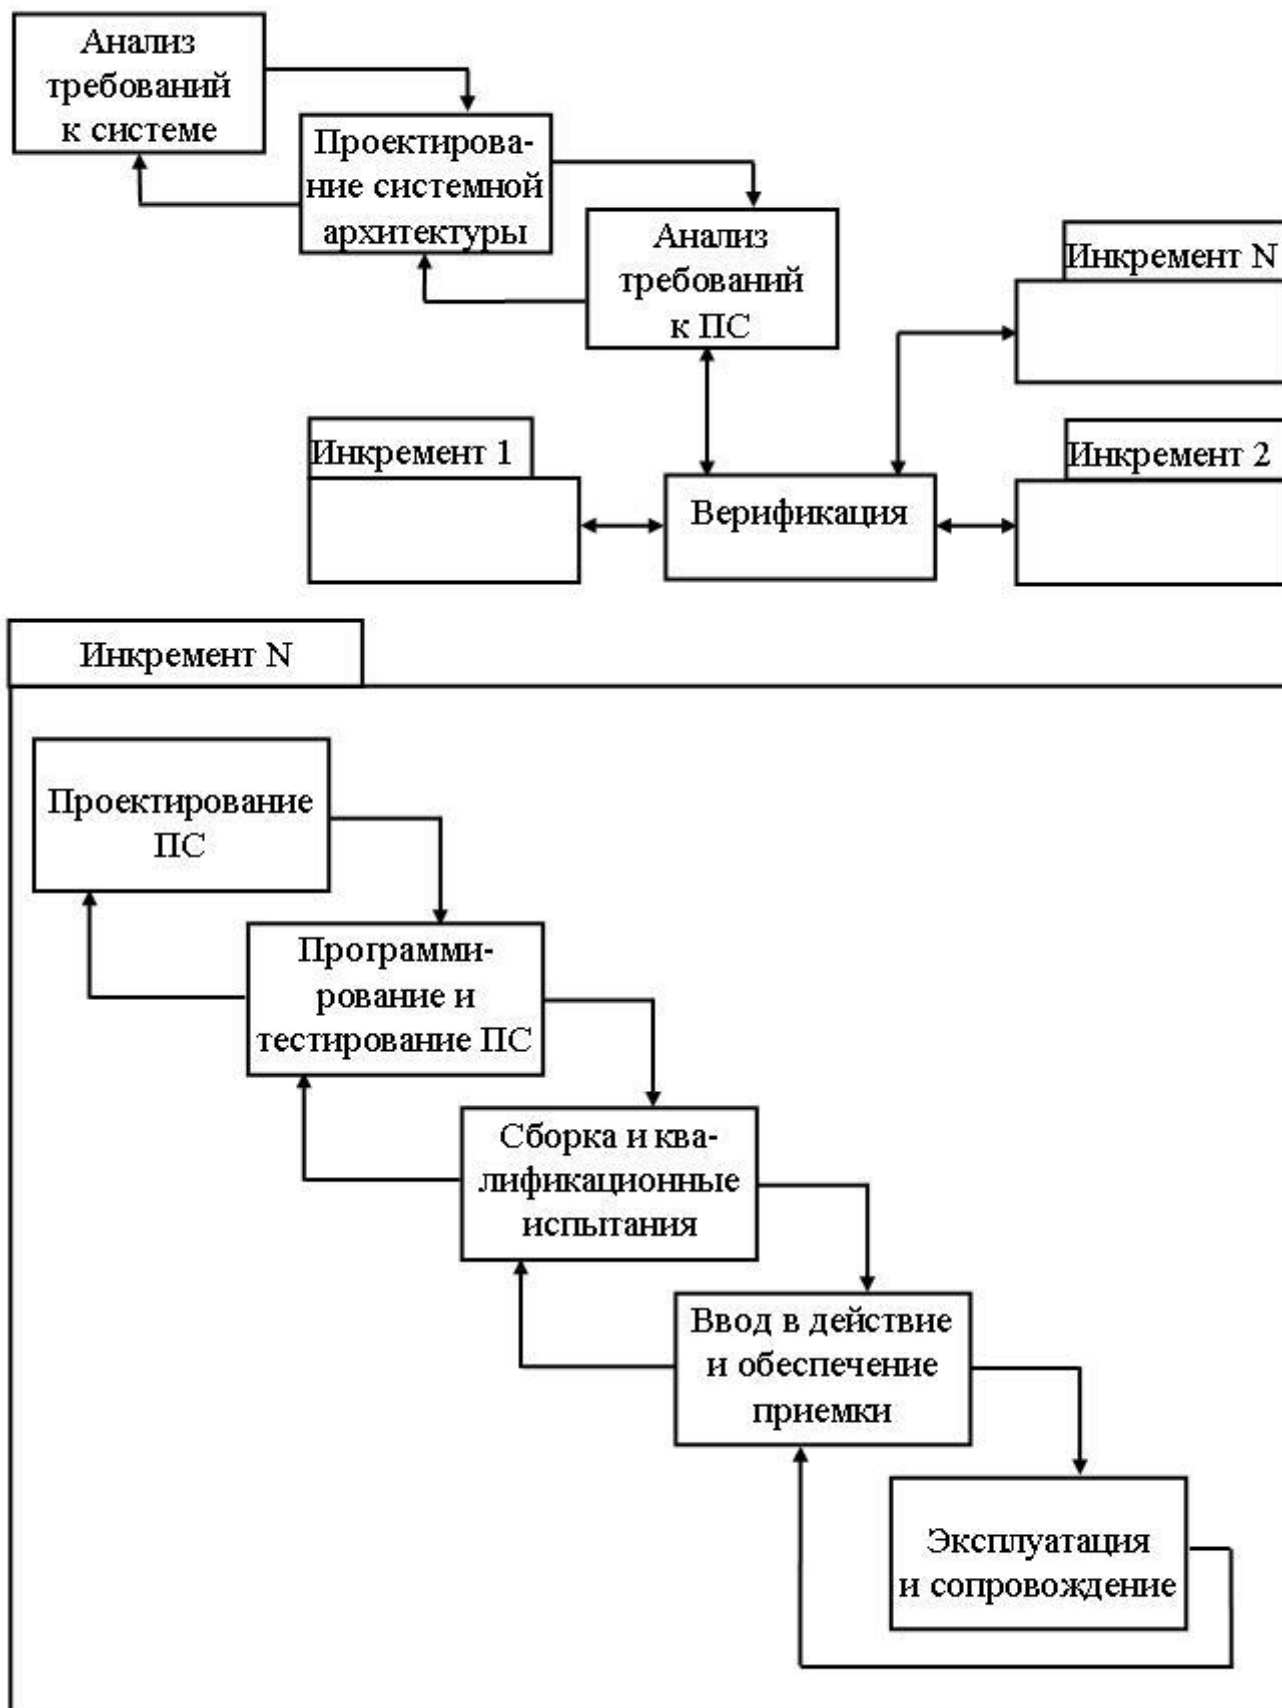 Анализ
требований
к системе
Проектирова-
ние системной
архитектуры
Анализ
требований
к ПС
Инкремент N
Инкремент 1
Верификация
Инкремент 2
Инкремент N
Проектирование
ПС
Программи-
рование и
тестирование ПС
Сборка и ква-
лификационные
испытания
Ввод в действие
и обеспечение
приемки
Эксплуатация
и сопровождение